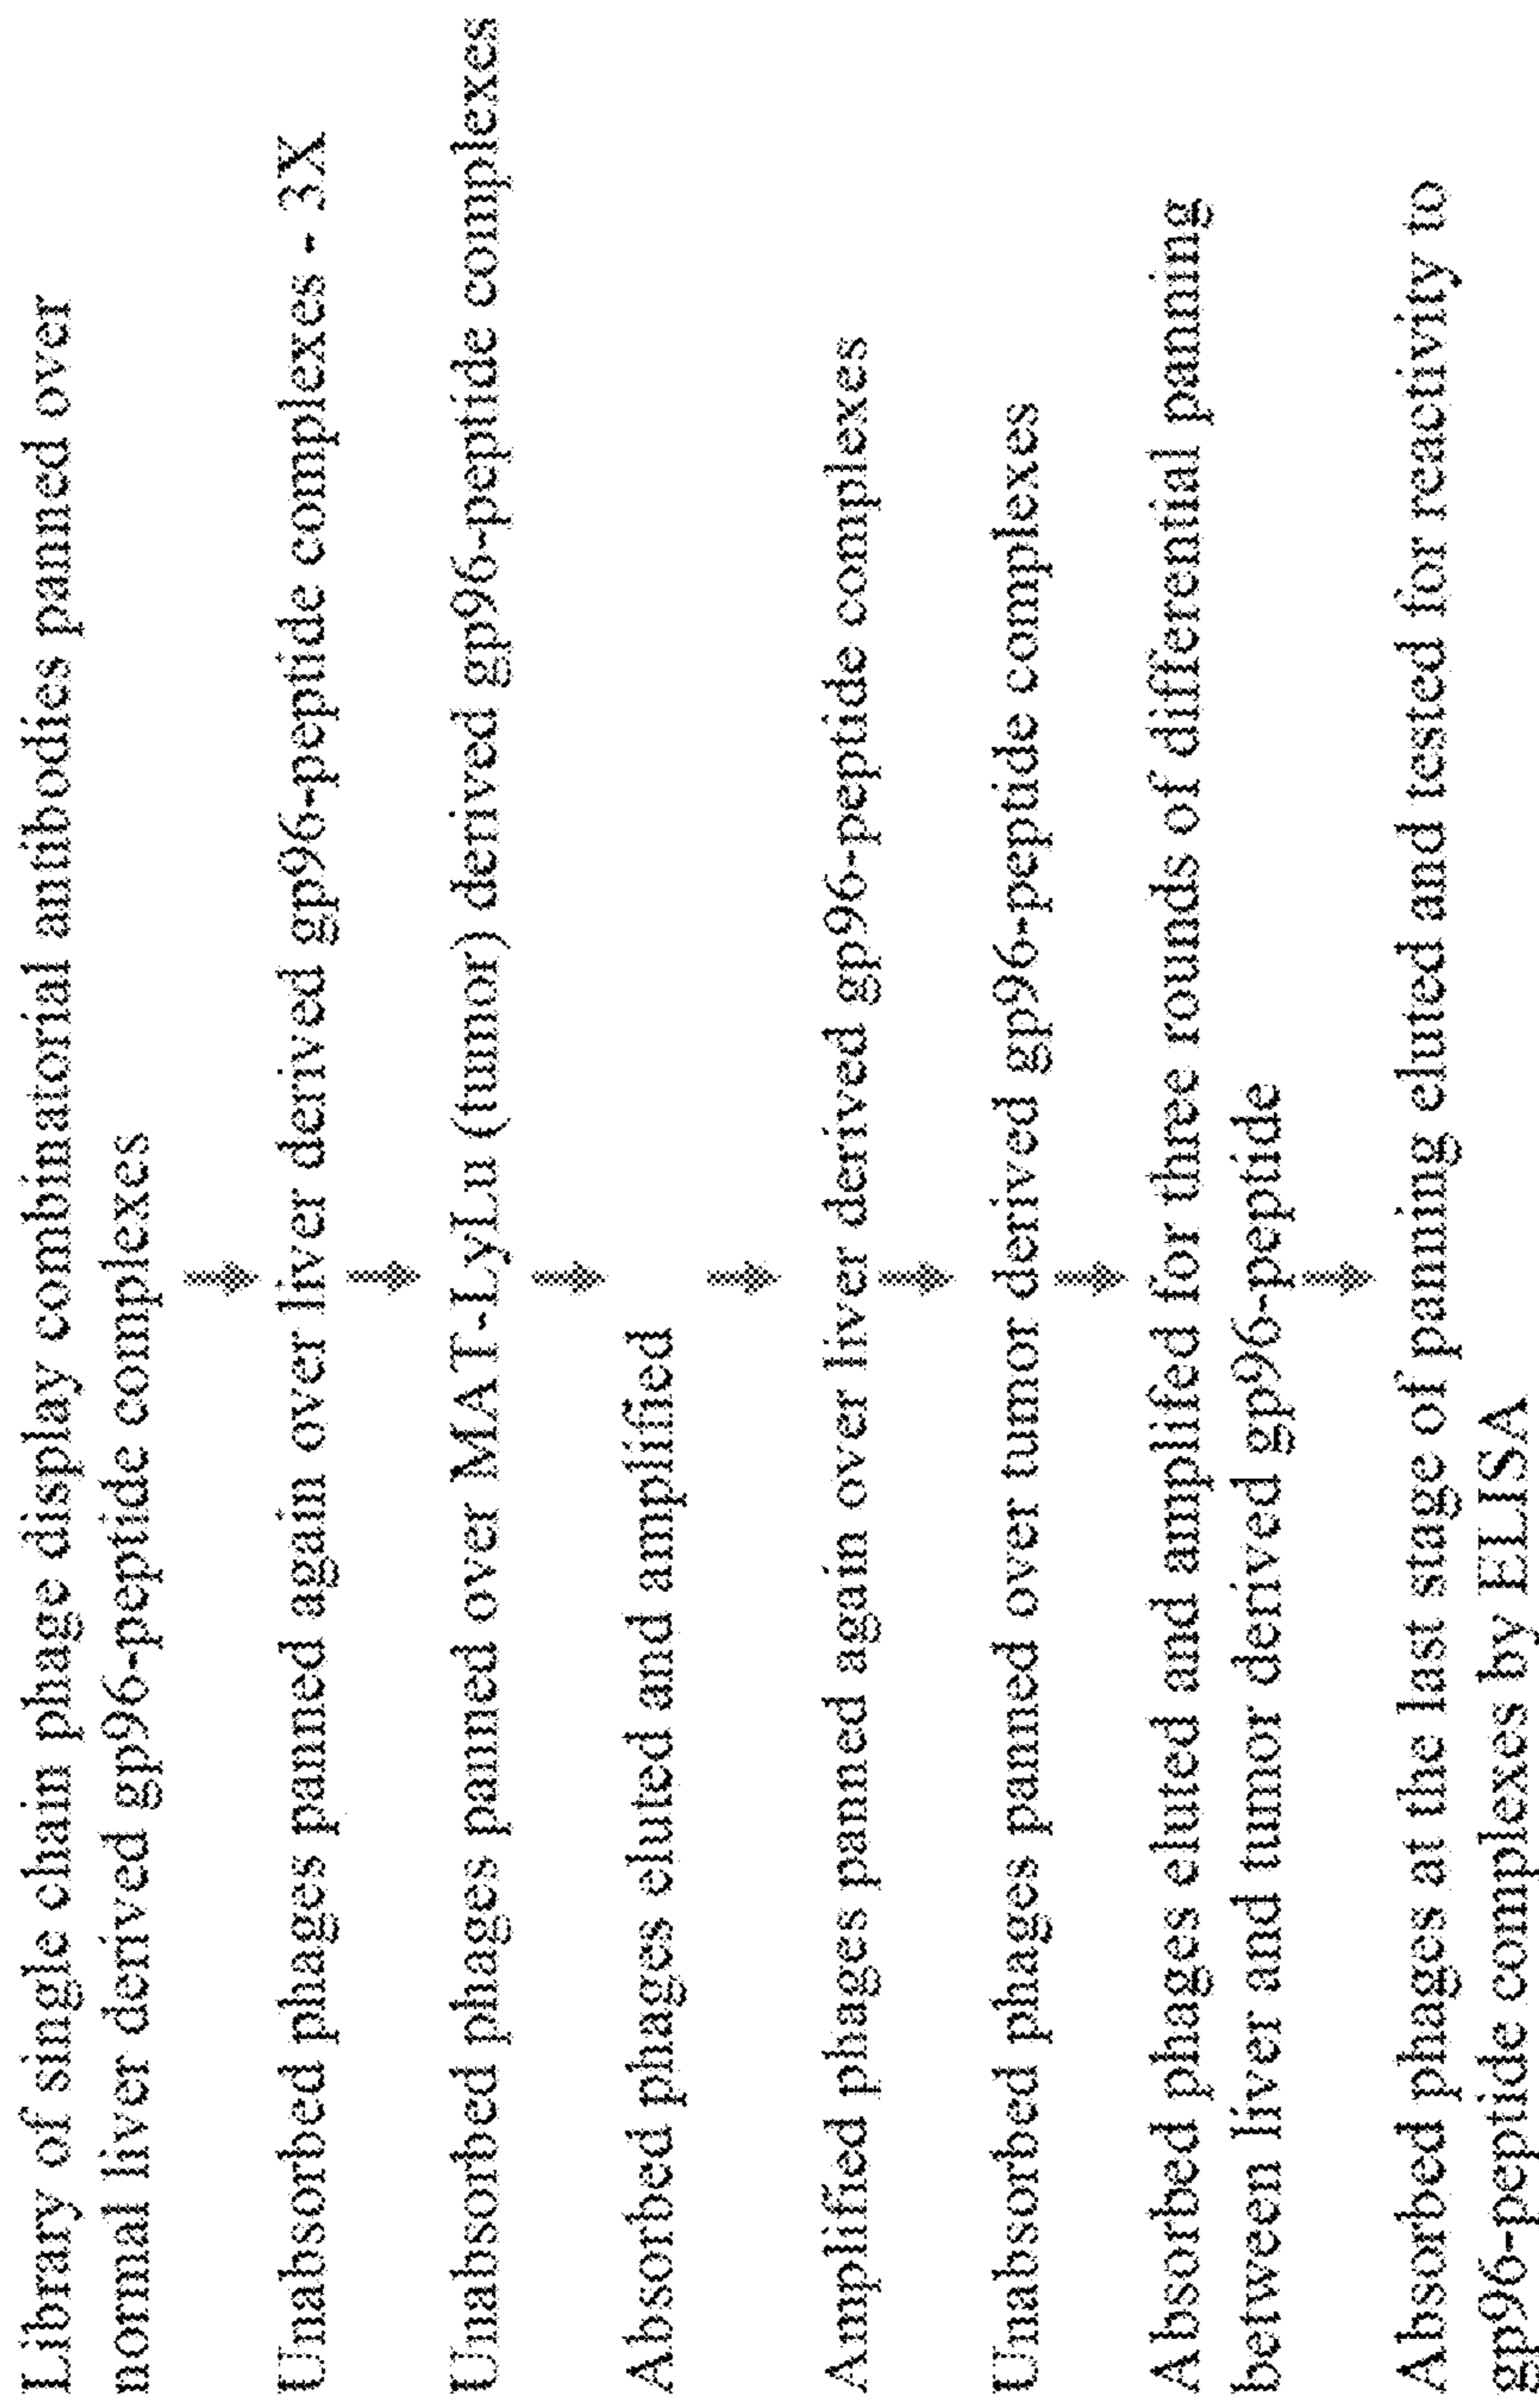 Library of single chain phage display combinatorial antibodies panned over
normal liver derived gp96-peptide complexes
Unabsorbed phages panned again over liver derived gp96-peptide complexes - 3X
Unabsorbed phages panned over MAT-LyLu (tumor) derived gp96-peptide complexes
Absorbed phages eluted and amplified
Amplified phages panned again over liver derived gp96-peptide complexes
Unabsorbed phages panned over tumor derived gp96-peptide complexes
Absorbed phages eluted and amplifed for three rounds of differential panning
between liver and tumor derived gp96-peptide
Absorbed phages at the last stage of panning eluted and tested for reactivity to
gp96-peptide complexes by ELISA